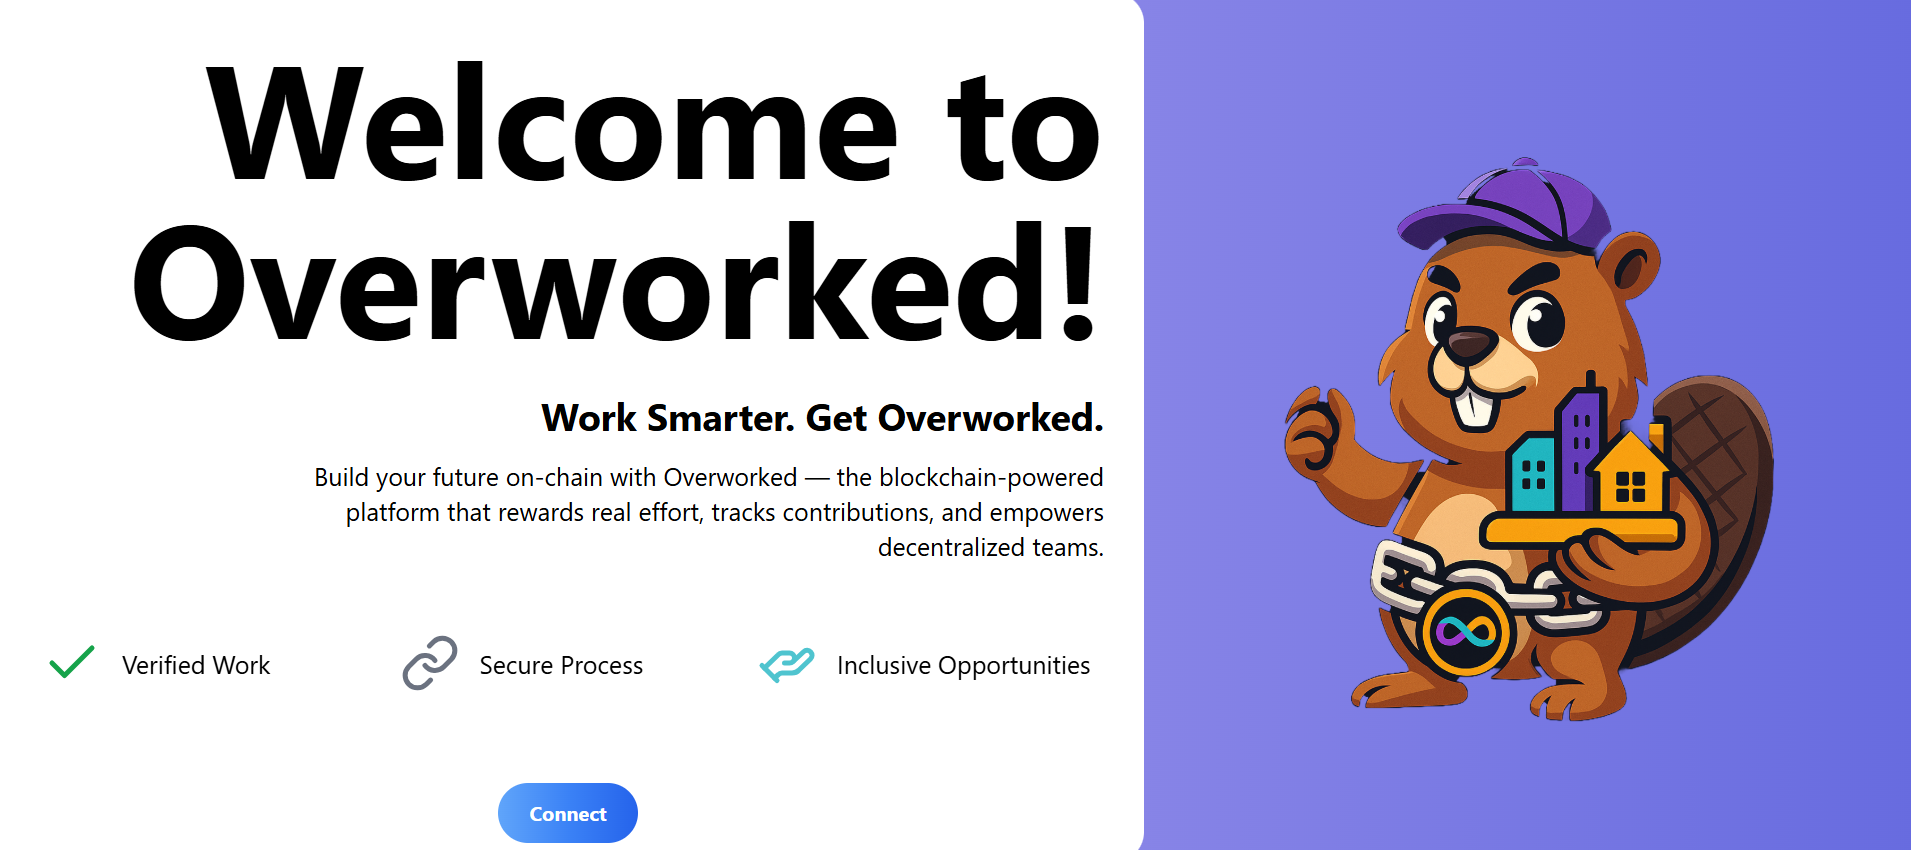 Welcome to
Overworked!
Work Smarter. Get Overworked.
Build your future on-chain with Overworked — the blockchain-powered
platform that rewards real effort, tracks contributions, and empowers
decentralized teams.
Verified Work
Secure Process
Inclusive Opportunities
Connect